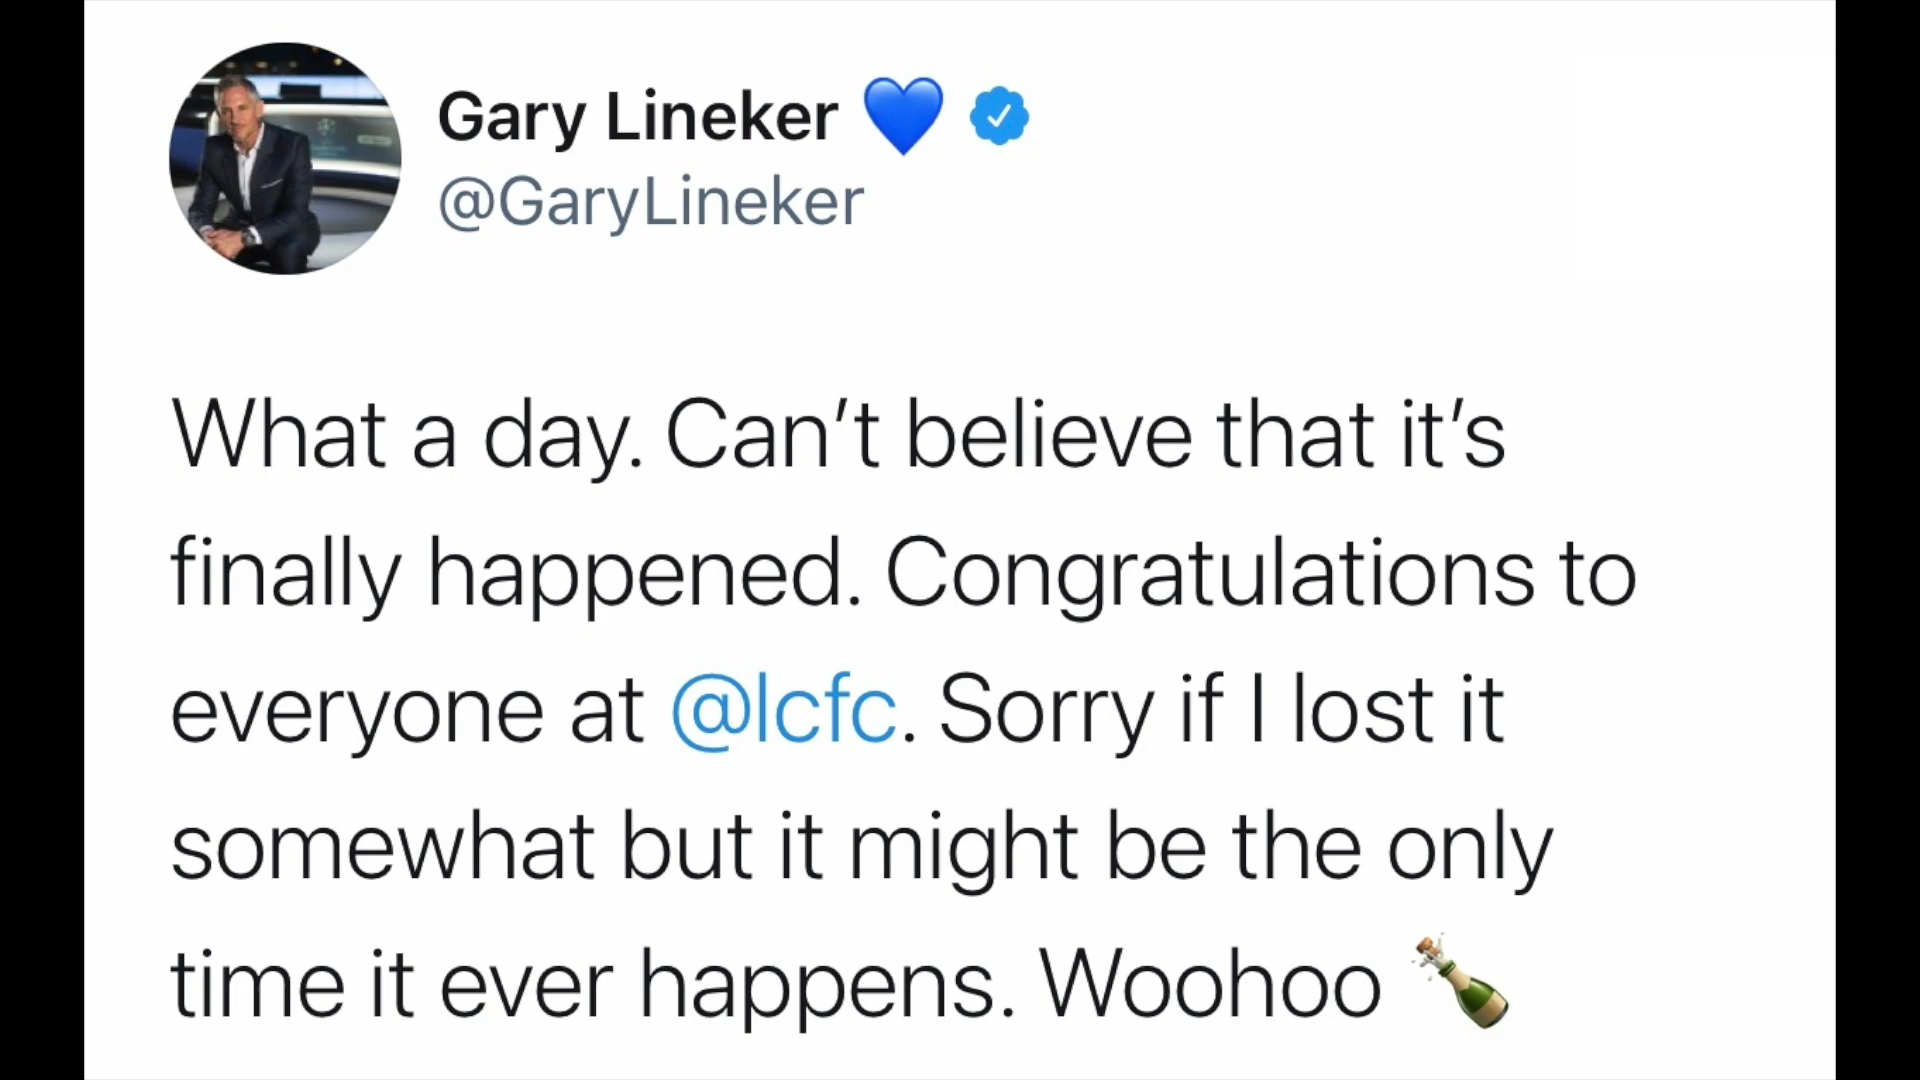 Gary Lineker 💙
@GaryLineker
What a day. Can’t believe that it’s
finally happened. Congratulations to
everyone at @lcfc. Sorry if I lost it
somewhat but it might be the only
time it ever happens. Woohoo 🍾